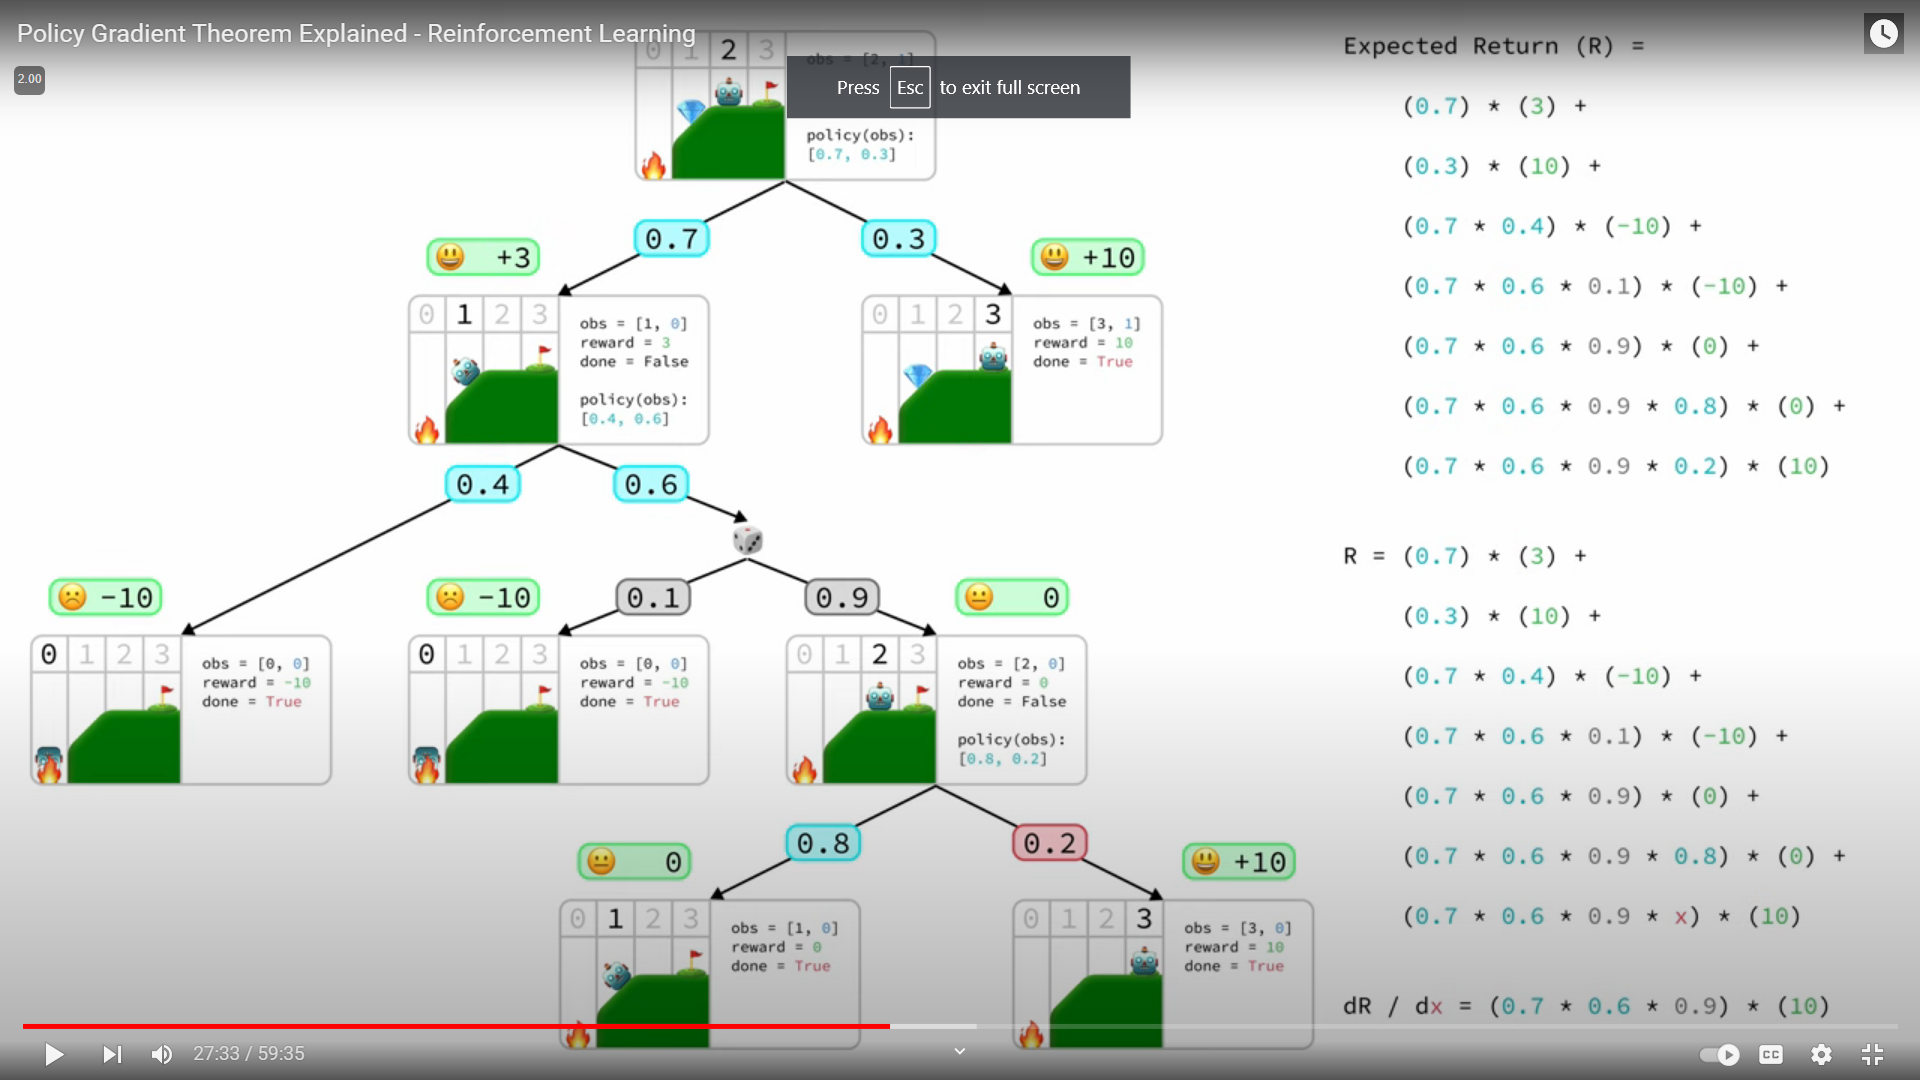 Policy Gradient Theorem Explained - Reinforcement Learning
2.00
0 1 2 3
obs = [2, 1]
Press Esc to exit full screen
policy(obs):
[0.7, 0.3]
0.7
0.3
+3
+10
0 1 2 3
obs = [1, 0]
reward = 3
done = False
policy(obs):
[0.4, 0.6]
0 1 2 3
obs = [3, 1]
reward = 10
done = True
0.4
0.6
-10
-10
0.1
0.9
0
0 1 2 3
obs = [0, 0]
reward = -10
done = True
0 1 2 3
obs = [0, 0]
reward = -10
done = True
0 1 2 3
obs = [2, 0]
reward = 0
done = False
policy(obs):
[0.8, 0.2]
0
0.8
0.2
+10
0 1 2 3
obs = [1, 0]
reward = 0
done = True
0 1 2 3
obs = [3, 0]
reward = 10
done = True
Expected Return (R) =
(0.7) * (3) +
(0.3) * (10) +
(0.7 * 0.4) * (-10) +
(0.7 * 0.6 * 0.1) * (-10) +
(0.7 * 0.6 * 0.9) * (0) +
(0.7 * 0.6 * 0.9 * 0.8) * (0) +
(0.7 * 0.6 * 0.9 * 0.2) * (10)
R = (0.7) * (3) +
(0.3) * (10) +
(0.7 * 0.4) * (-10) +
(0.7 * 0.6 * 0.1) * (-10) +
(0.7 * 0.6 * 0.9) * (0) +
(0.7 * 0.6 * 0.9 * 0.8) * (0) +
(0.7 * 0.6 * 0.9 * x) * (10)
dR / dx = (0.7 * 0.6 * 0.9) * (10)
27:33 / 59:35
CC